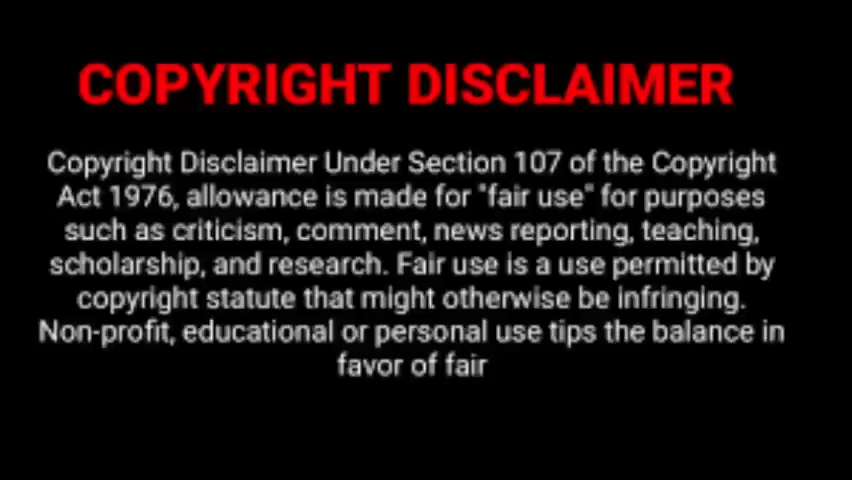 COPYRIGHT DISCLAIMER
Copyright Disclaimer Under Section 107 of the Copyright
Act 1976, allowance is made for "fair use" for purposes
such as criticism, comment, news reporting, teaching,
scholarship, and research. Fair use is a use permitted by
copyright statute that might otherwise be infringing.
Non-profit, educational or personal use tips the balance in
favor of fair